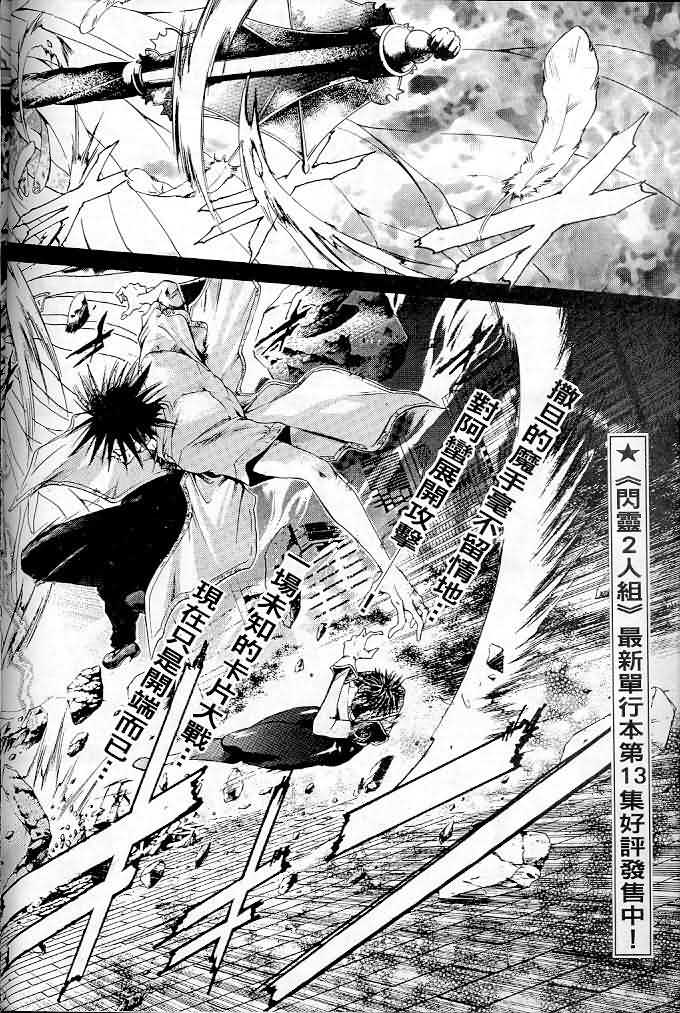 ★《閃靈2人組》最新單行本第13集好評發售中！
撒旦的魔手毫不留情地…
對阿蠻展開攻擊！
一場未知的卡片大戰…
現在只是開端而已…